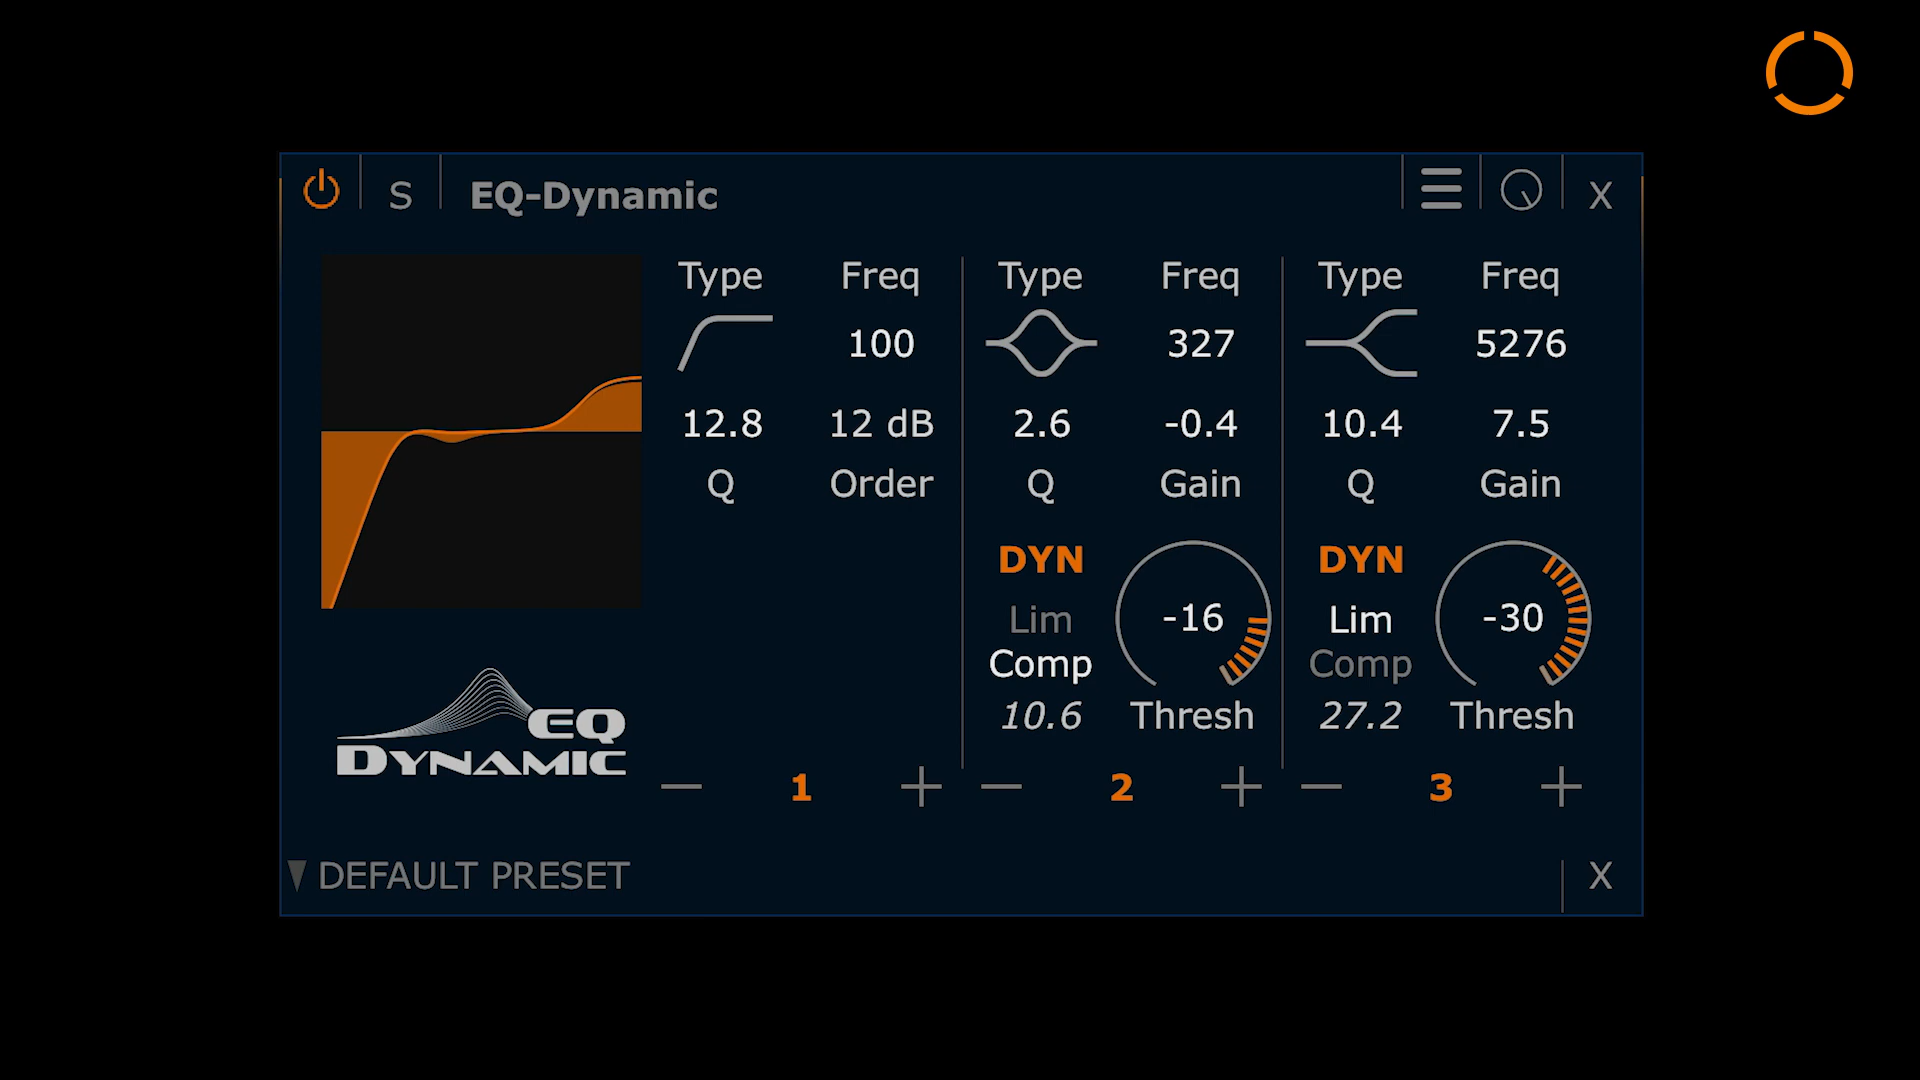 S EQ-Dynamic X
Type Freq Type Freq Type Freq
100 327 5276
12.8 12 dB 2.6 -0.4 10.4 7.5
Q Order Q Gain Q Gain
DYN DYN
Lim -16 Lim -30
Comp Comp
10.6 Thresh 27.2 Thresh
EQ
DYNAMIC
— 1 + — 2 + — 3 +
DEFAULT PRESET X